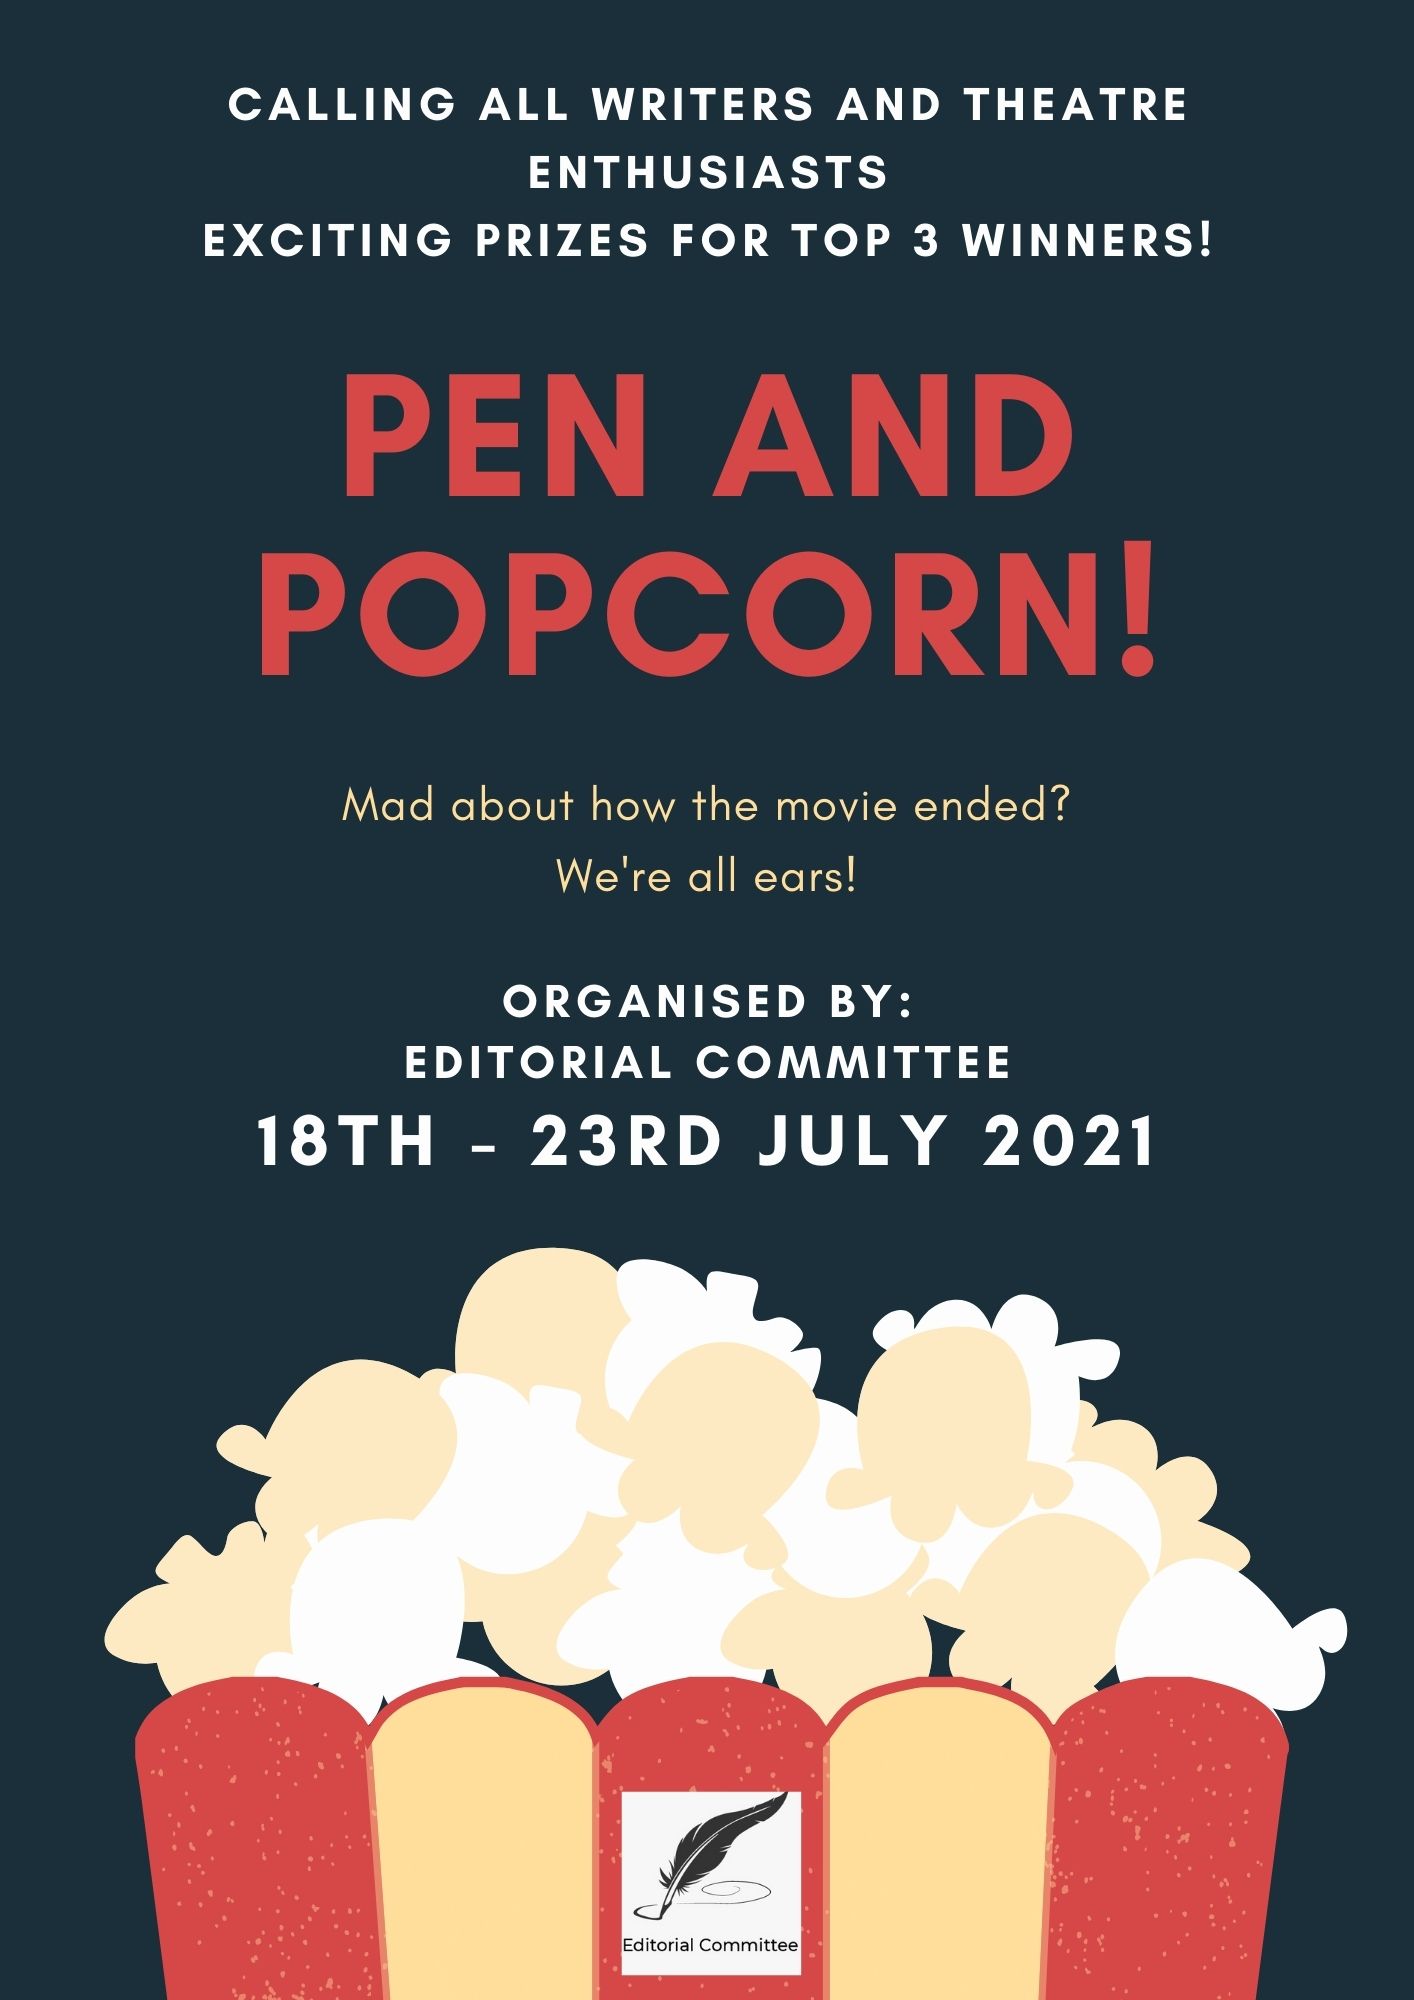 CALLING ALL WRITERS AND THEATRE
ENTHUSIASTS
EXCITING PRIZES FOR TOP 3 WINNERS!
PEN AND
POPCORN!
Mad about how the movie ended?
We're all ears!
ORGANISED BY:
EDITORIAL COMMITTEE
18TH - 23RD JULY 2021
Editorial Committee